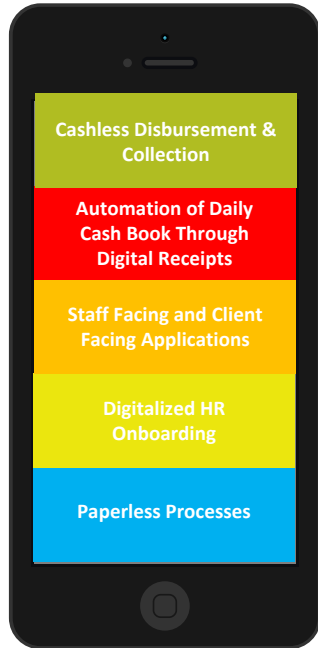 Cashless Disbursement &
Collection
Automation of Daily
Cash Book Through
Digital Receipts
Staff Facing and Client
Facing Applications
Digitalized HR
Onboarding
Paperless Processes